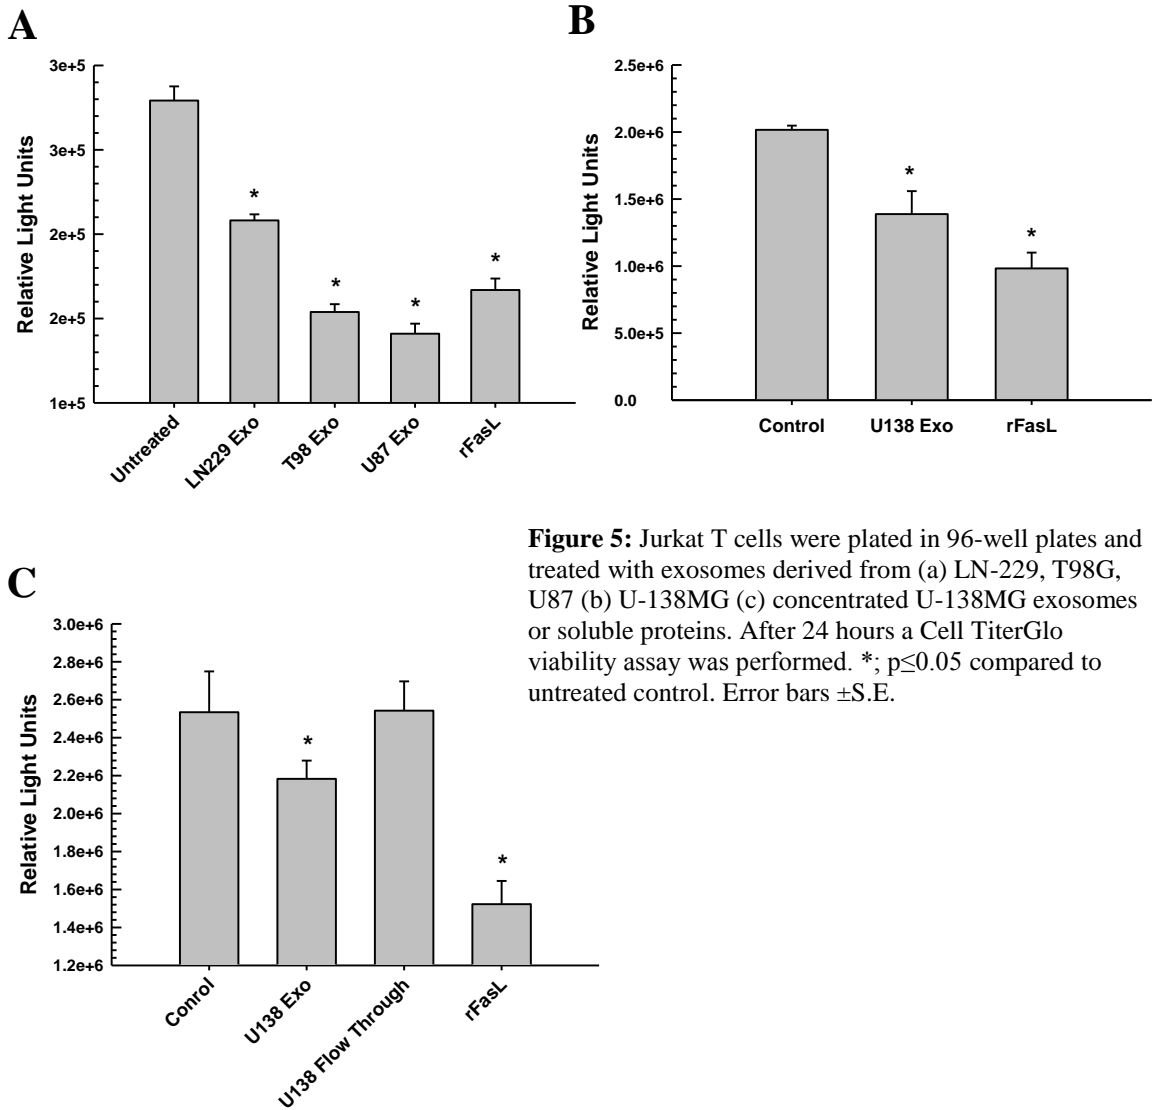 A
3e+5
3e+5
2e+5
2e+5
1e+5
Relative Light Units
*
*
*
*
Untreated
LN229 Exo
T98 Exo
U87 Exo
rFasL
B
2.5e+6
2.0e+6
1.5e+6
1.0e+6
5.0e+5
0.0
Relative Light Units
*
*
Control
U138 Exo
rFasL
Figure 5: Jurkat T cells were plated in 96-well plates and
treated with exosomes derived from (a) LN-229, T98G,
U87 (b) U-138MG (c) concentrated U-138MG exosomes
or soluble proteins. After 24 hours a Cell TiterGlo
viability assay was performed. *; p≤0.05 compared to
untreated control. Error bars ±S.E.
C
3.0e+6
2.8e+6
2.6e+6
2.4e+6
2.2e+6
2.0e+6
1.8e+6
1.6e+6
1.4e+6
1.2e+6
Relative Light Units
*
*
Conrol
U138 Exo
U138 Flow Through
rFasL